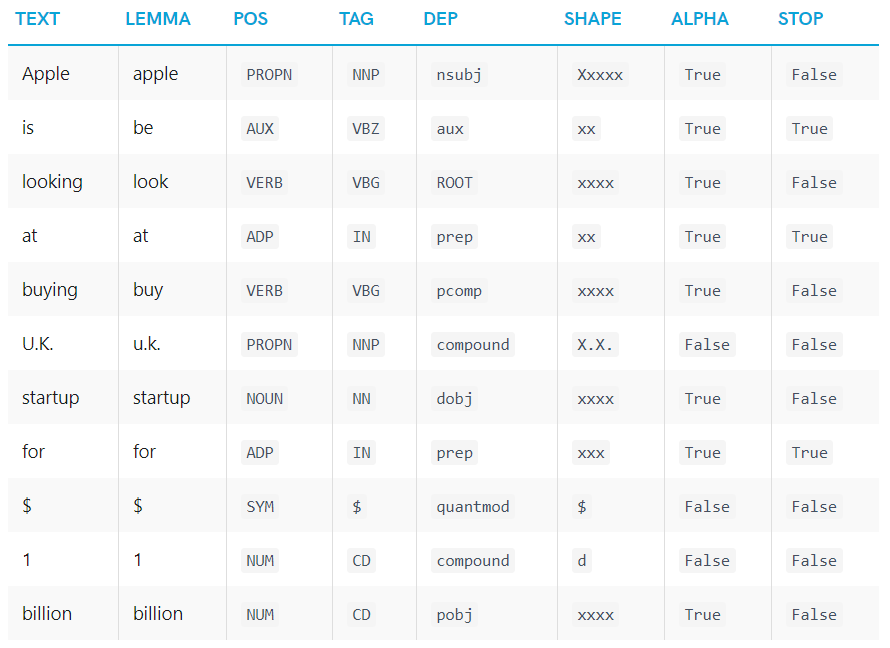 TEXT LEMMA POS TAG DEP SHAPE ALPHA STOP
Apple apple PROPN NNP nsubj Xxxxx True False
is be AUX VBZ aux xx True True
looking look VERB VBG ROOT xxxx True False
at at ADP IN prep xx True True
buying buy VERB VBG pcomp xxxx True False
U.K. u.k. PROPN NNP compound X.X. False False
startup startup NOUN NN dobj xxxx True False
for for ADP IN prep xxx True True
$ $ SYM $ quantmod $ False False
1 1 NUM CD compound d False False
billion billion NUM CD pobj xxxx True False